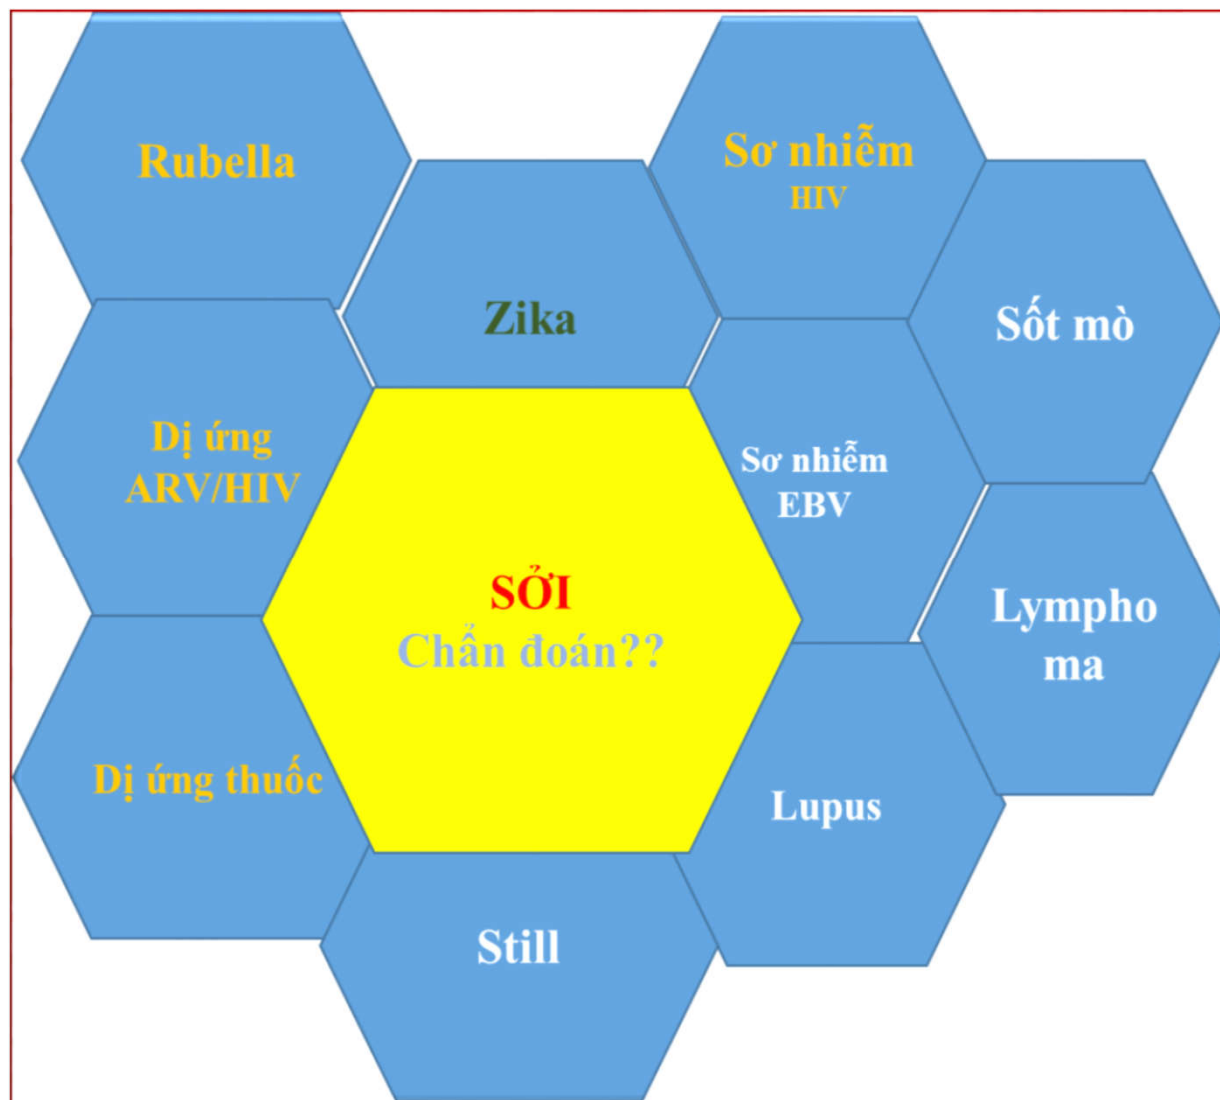 Rubella
Sơ nhiễm
HIV
Zika
Sốt mò
Dị ứng
ARV/HIV
Sơ nhiễm
EBV
SỞI
Chẩn đoán??
Lympho
ma
Dị ứng thuốc
Lupus
Still